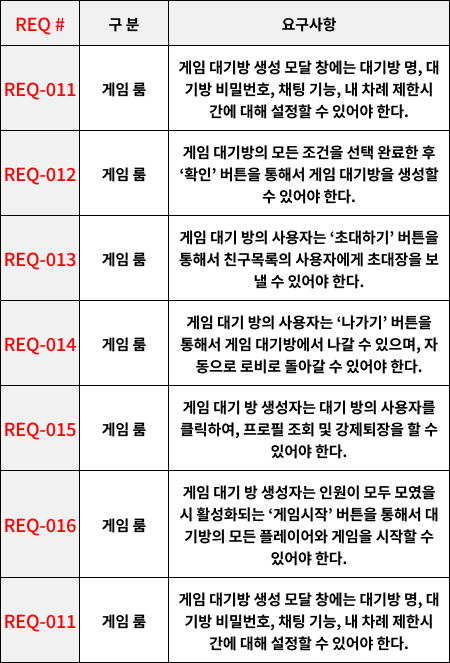 REQ # 구 분 요구사항
게임 대기방 생성 모달 창에는 대기방 명, 대
REQ-011 게임 룸 기방 비밀번호, 채팅 기능, 내 차례 제한시
간에 대해 설정할 수 있어야 한다.
게임 대기방의 모든 조건을 선택 완료한 후
REQ-012 게임 룸 ‘확인’ 버튼을 통해서 게임 대기방을 생성할
수 있어야 한다.
게임 대기 방의 사용자는 ‘초대하기’ 버튼을
REQ-013 게임 룸 통해서 친구목록의 사용자에게 초대장을 보
낼 수 있어야 한다.
게임 대기 방의 사용자는 ‘나가기’ 버튼을
REQ-014 게임 룸 통해서 게임 대기방에서 나갈 수 있으며, 자
동으로 로비로 돌아갈 수 있어야 한다.
게임 대기 방 생성자는 대기 방의 사용자를
REQ-015 게임 룸 클릭하여, 프로필 조회 및 강제퇴장을 할 수
있어야 한다.
게임 대기 방 생성자는 인원이 모두 모였을
시 활성화되는 ‘게임시작’ 버튼을 통해서 대
REQ-016 게임 룸 기방의 모든 플레이어와 게임을 시작할 수
있어야 한다.
게임 대기방 생성 모달 창에는 대기방 명, 대
REQ-011 게임 룸 기방 비밀번호, 채팅 기능, 내 차례 제한시
간에 대해 설정할 수 있어야 한다.